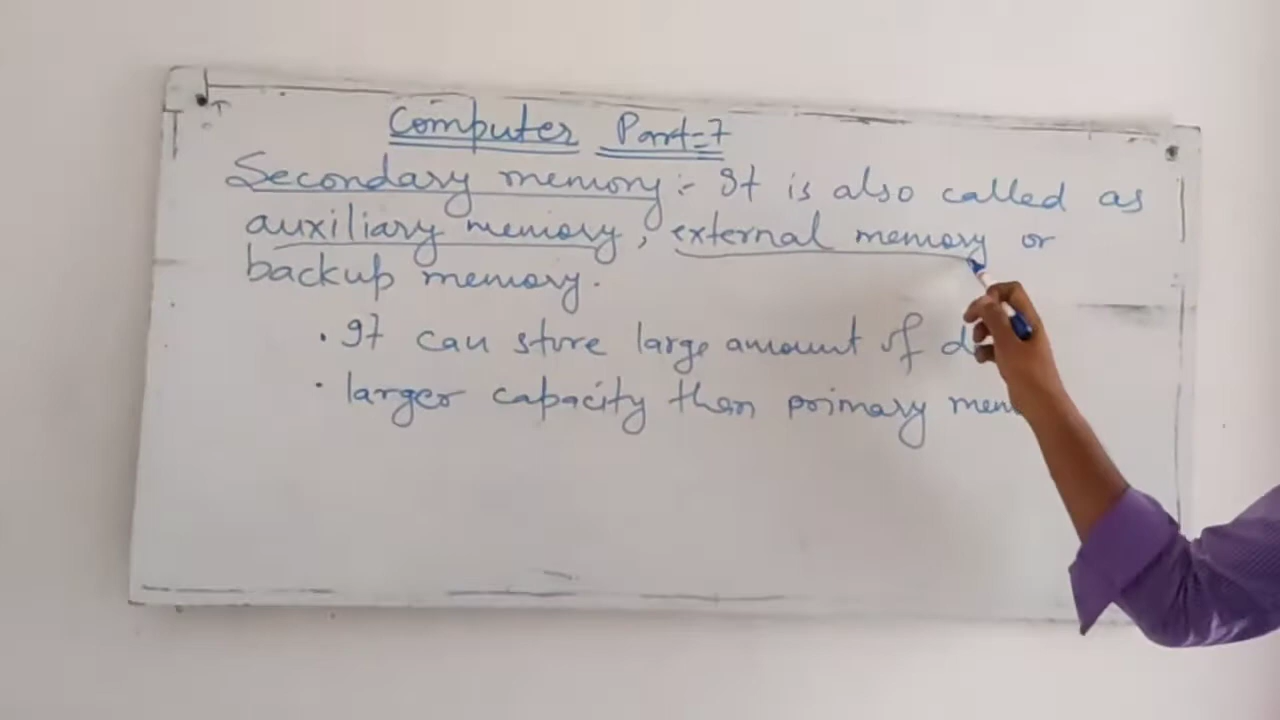 Computer Part-7
Secondary memory:- It is also called as
auxiliary memory, external memory or
backup memory.
• It can store large amount of
• larger capacity than primary